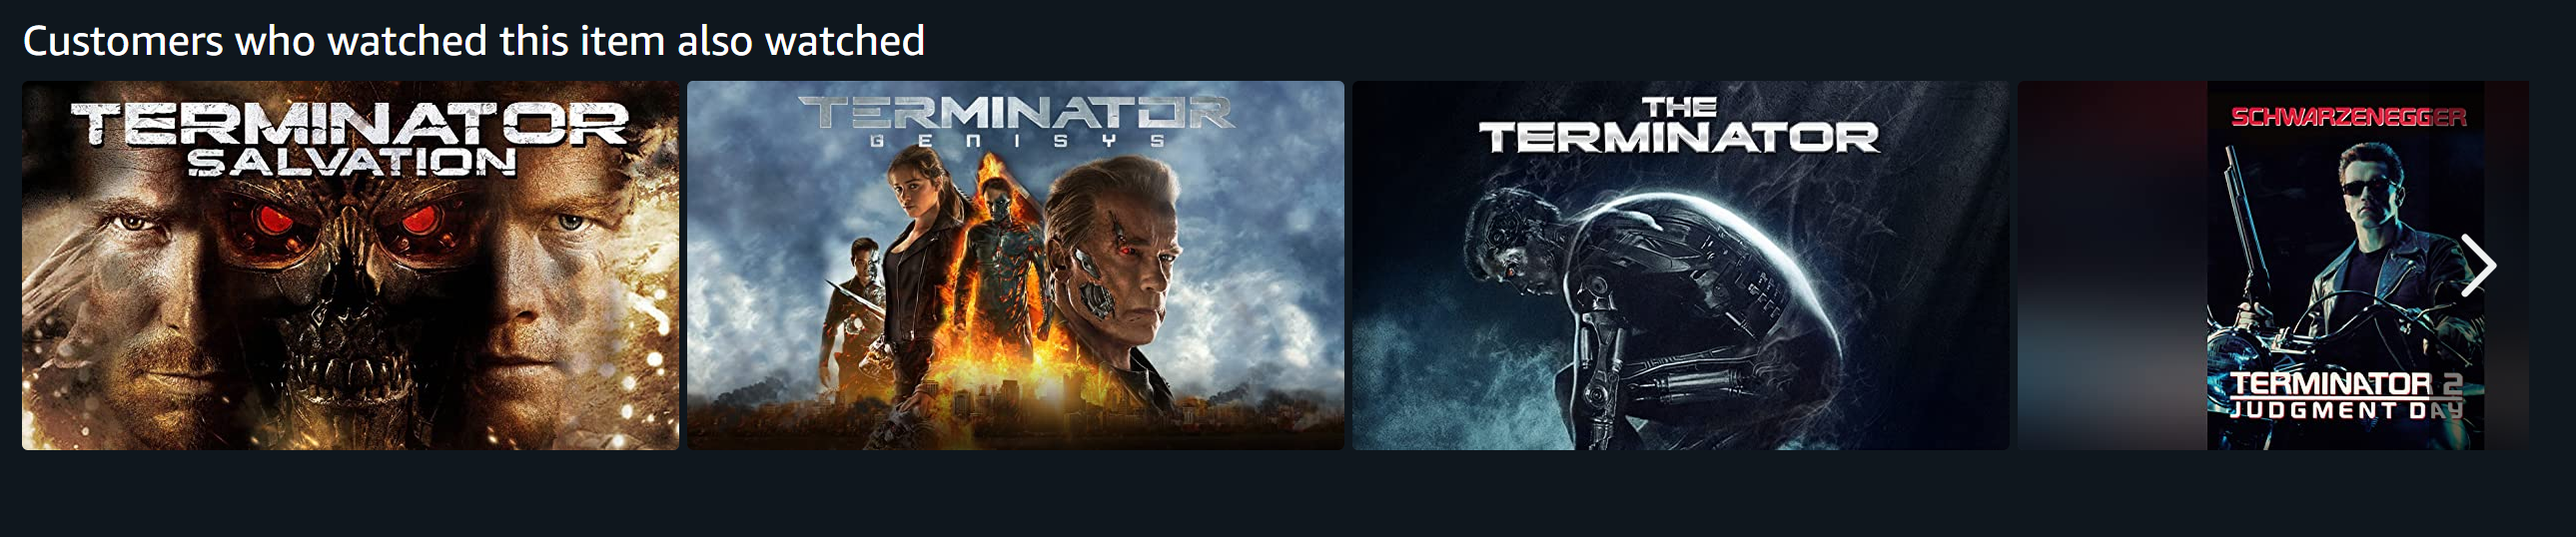 Customers who watched this item also watched
TERMINATOR
SALVATION
TERMINATOR
GENISYS
THE
TERMINATOR
SCHWARZENEGGER
TERMINATOR 2
JUDGMENT DAY